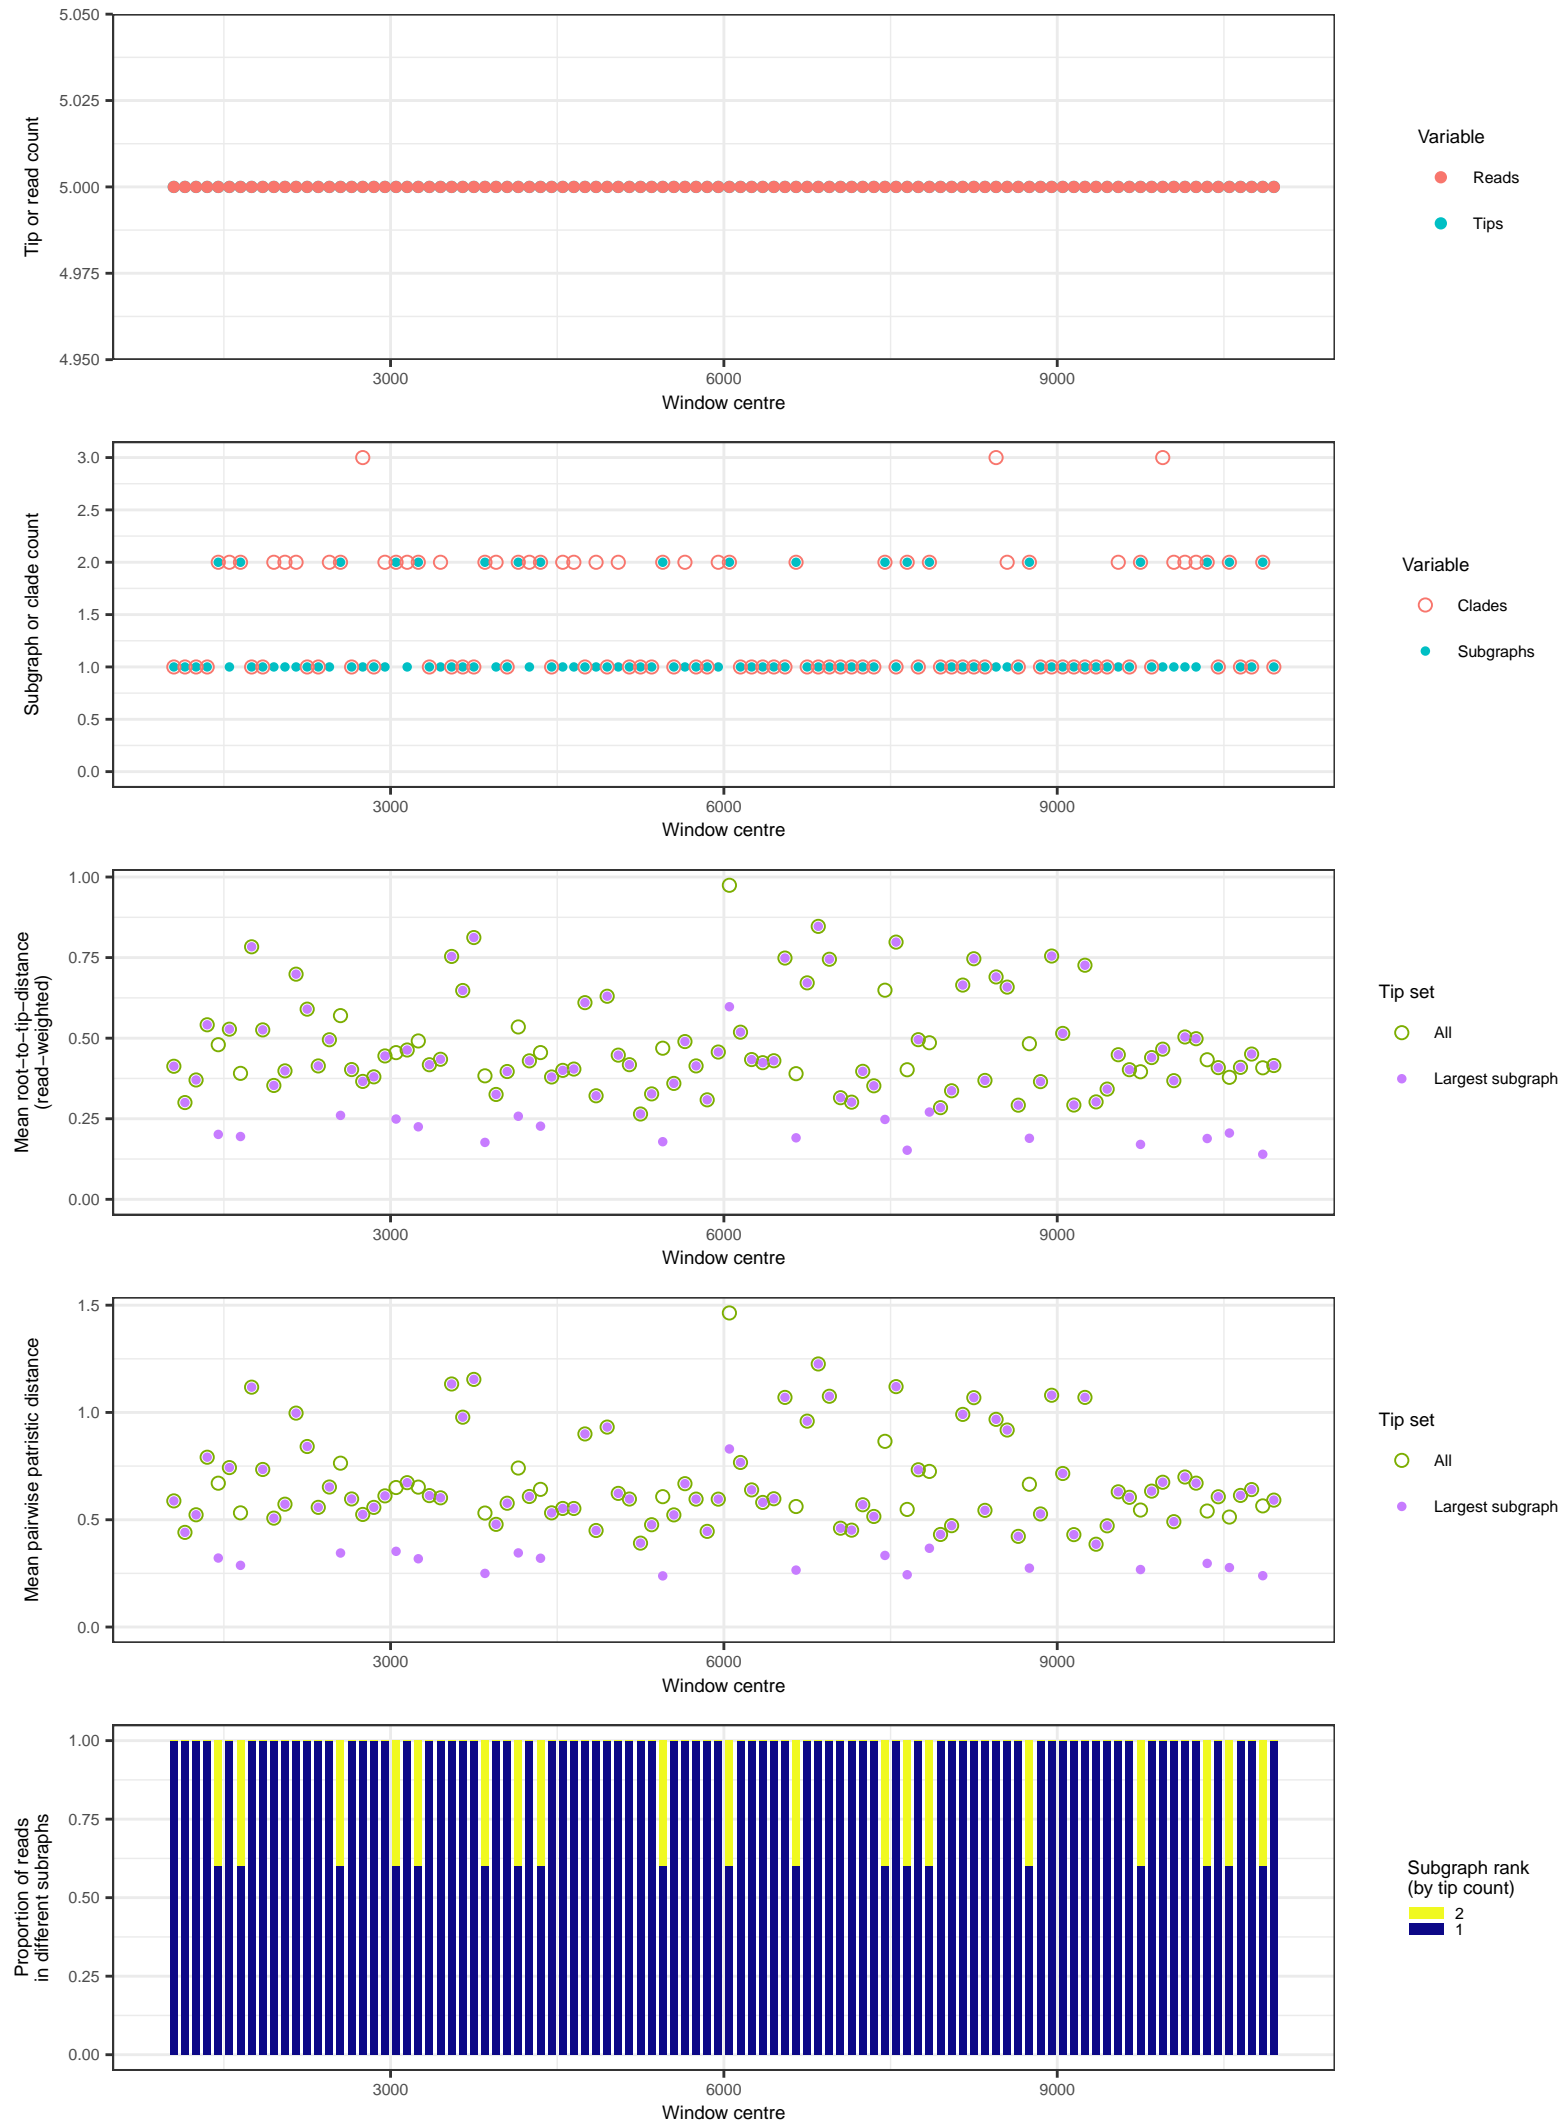 5.050
5.025
5.000
4.975
4.950
Tip or read count
3000
6000
9000
Window centre
Variable
Reads
Tips
3.0
2.5
2.0
1.5
1.0
0.5
0.0
Subgraph or clade count
3000
6000
9000
Window centre
Variable
Clades
Subgraphs
1.00
0.75
0.50
0.25
0.00
Mean root−to−tip−distance
(read−weighted)
3000
6000
9000
Window centre
Tip set
All
Largest subgraph
1.5
1.0
0.5
0.0
Mean pairwise patristic distance
3000
6000
9000
Window centre
Tip set
All
Largest subgraph
1.00
0.75
0.50
0.25
0.00
Proportion of reads
in different subraphs
3000
6000
9000
Window centre
Subgraph rank
(by tip count)
2
1